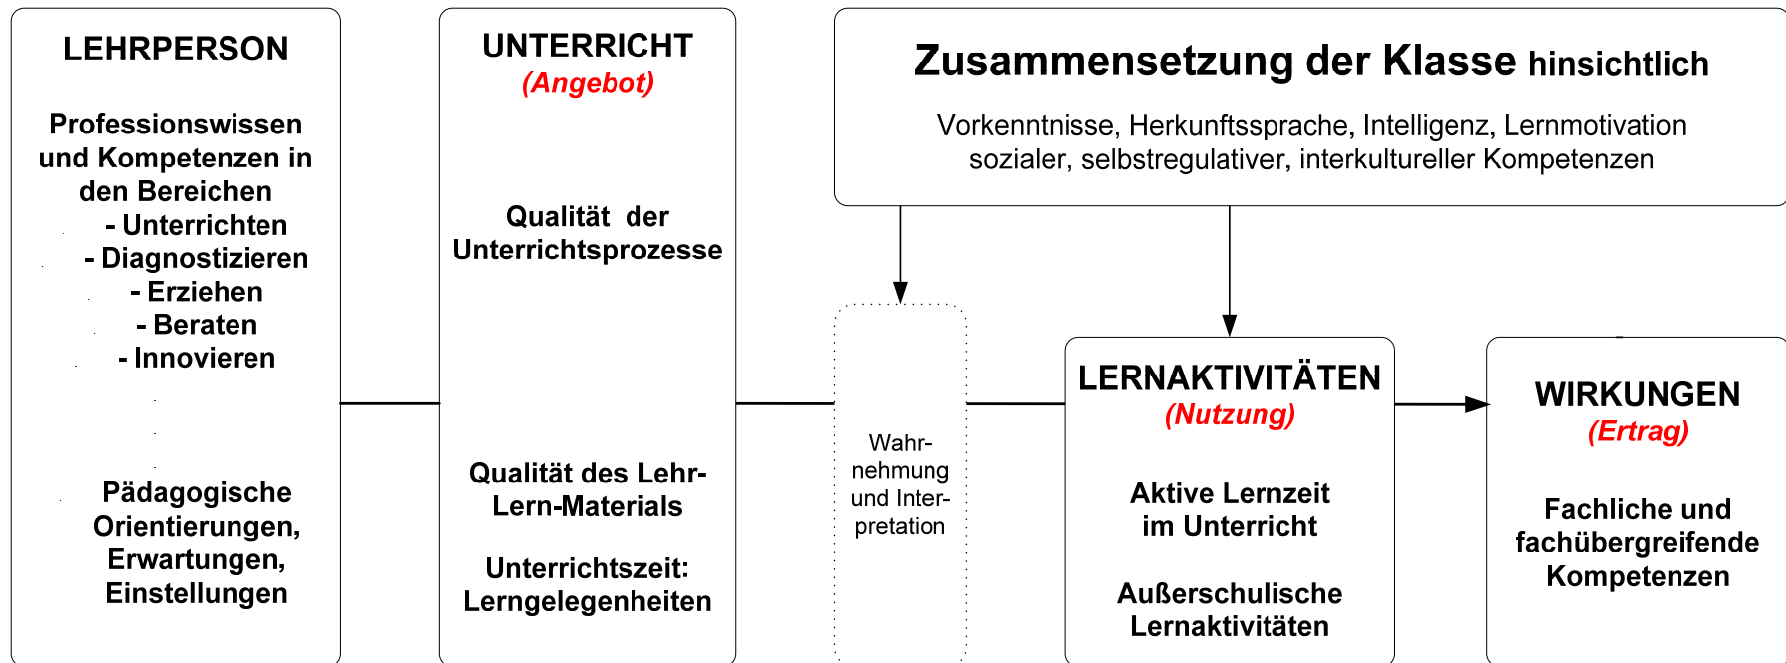 LEHRPERSON
Professionswissen
und Kompetenzen in
den Bereichen
- Unterrichten
- Diagnostizieren
- Erziehen
- Beraten
- Innovieren
Pädagogische
Orientierungen,
Erwartungen,
Einstellungen
UNTERRICHT
(Angebot)
Qualität der
Unterrichtsprozesse
Qualität des Lehr-
Lern-Materials
Unterrichtszeit:
Lerngelegenheiten
Zusammensetzung der Klasse hinsichtlich
Vorkenntnisse, Herkunftssprache, Intelligenz, Lernmotivation
sozialer, selbstregulativer, interkultureller Kompetenzen
Wahr-
nehmung
und Inter-
pretation
LERNAKTIVITÄTEN
(Nutzung)
Aktive Lernzeit
im Unterricht
Außerschulische
Lernaktivitäten
WIRKUNGEN
(Ertrag)
Fachliche und
fachübergreifende
Kompetenzen